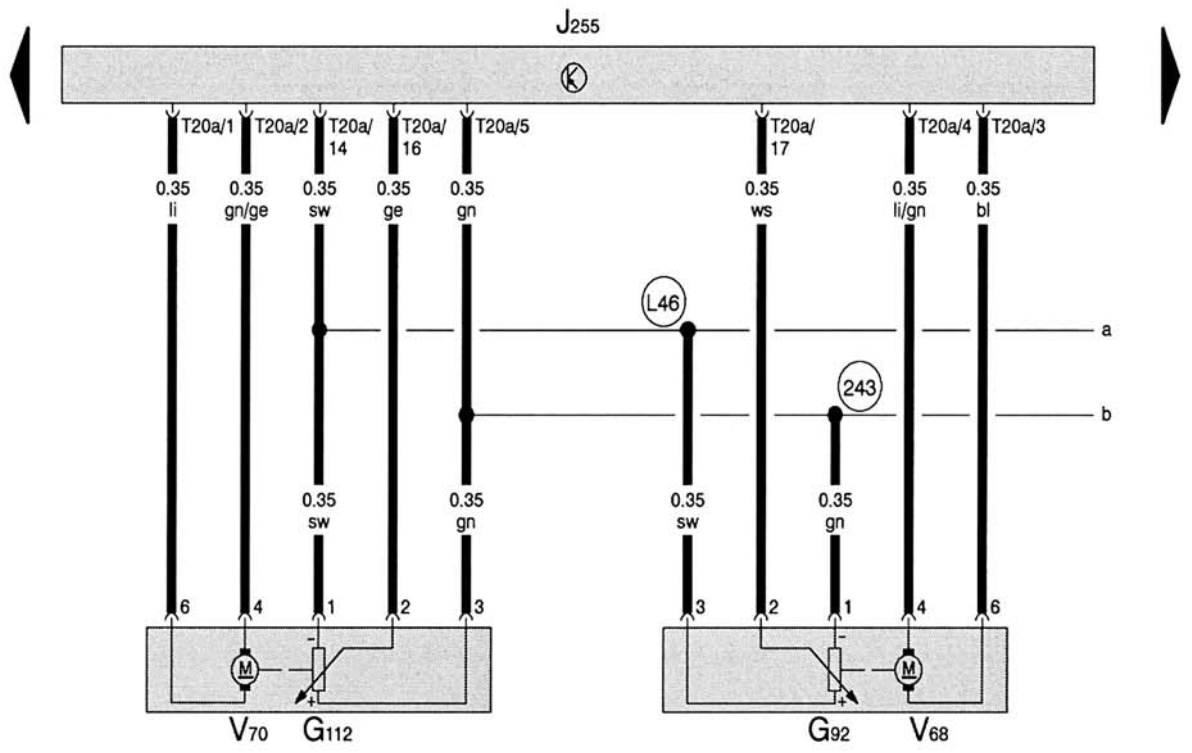 J255
T20a/1 T20a/2 T20a/ T20a/ T20a/5 T20a/ T20a/4 T20a/3
14 16 17
0.35 0.35 0.35 0.35 0.35 0.35 0.35 0.35
li gn/ge sw ge gn ws li/gn bl
L46
a
243
b
0.35 0.35 0.35 0.35
sw gn sw gn
6 4 1 2 3 3 2 1 4 6
- -
M M
+ +
V70 G112 G92 V68